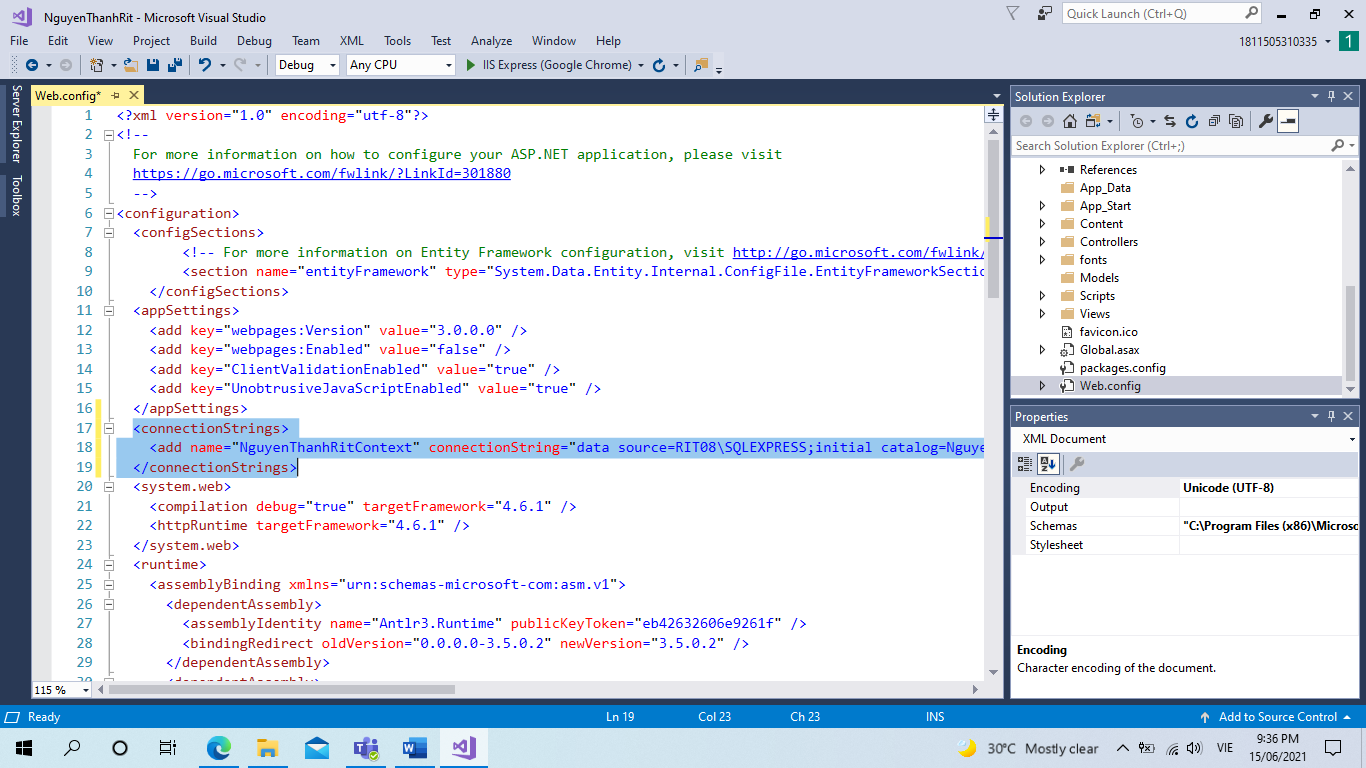 NguyenThanhRit - Microsoft Visual Studio
Quick Launch (Ctrl+Q)
File Edit View Project Build Debug Team XML Tools Test Analyze Window Help
1811505310335
1
Debug Any CPU IIS Express (Google Chrome)
Server Explorer
Toolbox
Web.config*
1 <?xml version="1.0" encoding="utf-8"?>
2 <!--
3 For more information on how to configure your ASP.NET application, please visit
4 https://go.microsoft.com/fwlink/?LinkId=301880
5 -->
6 <configuration>
7 <configSections>
8 <!-- For more information on Entity Framework configuration, visit http://go.microsoft.com/fwlink/
9 <section name="entityFramework" type="System.Data.Entity.Internal.ConfigFile.EntityFrameworkSectio
10 </configSections>
11 <appSettings>
12 <add key="webpages:Version" value="3.0.0.0" />
13 <add key="webpages:Enabled" value="false" />
14 <add key="ClientValidationEnabled" value="true" />
15 <add key="UnobtrusiveJavaScriptEnabled" value="true" />
16 </appSettings>
17 <connectionStrings>
18 <add name="NguyenThanhRitContext" connectionString="data source=RIT08\SQLEXPRESS;initial catalog=Nguye
19 </connectionStrings>
20 <system.web>
21 <compilation debug="true" targetFramework="4.6.1" />
22 <httpRuntime targetFramework="4.6.1" />
23 </system.web>
24 <runtime>
25 <assemblyBinding xmlns="urn:schemas-microsoft-com:asm.v1">
26 <dependentAssembly>
27 <assemblyIdentity name="Antlr3.Runtime" publicKeyToken="eb42632606e9261f" />
28 <bindingRedirect oldVersion="0.0.0.0-3.5.0.2" newVersion="3.5.0.2" />
29 </dependentAssembly>
115 %
Solution Explorer
Search Solution Explorer (Ctrl+;)
References
App_Data
App_Start
Content
Controllers
fonts
Models
Scripts
Views
favicon.ico
Global.asax
packages.config
Web.config
Properties
XML Document
Encoding Unicode (UTF-8)
Output
Schemas "C:\Program Files (x86)\Microso
Stylesheet
Encoding
Character encoding of the document.
Ready Ln 19 Col 23 Ch 23 INS Add to Source Control
30°C Mostly clear
VIE
9:36 PM
15/06/2021